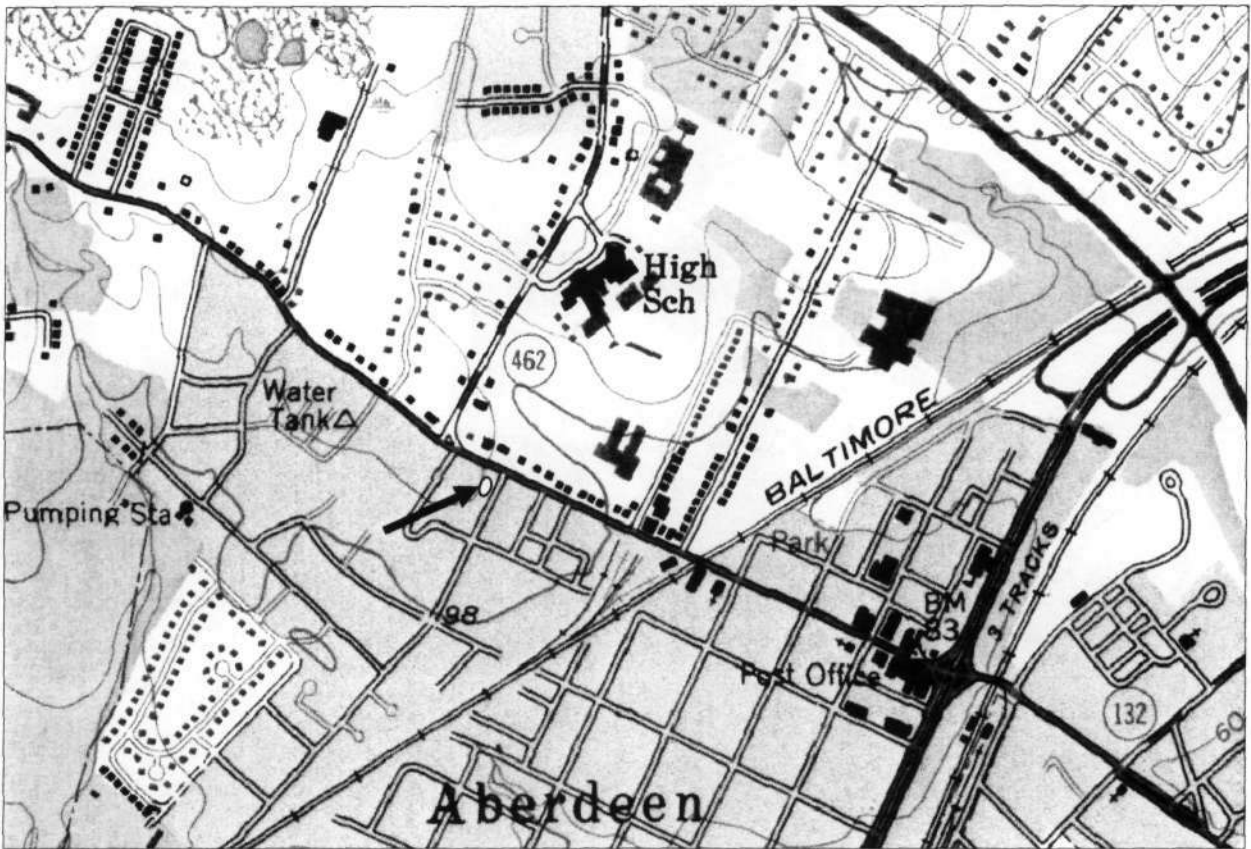 High
Sch
462
Water
Tank
BALTIMORE
Pumping Sta
Park
3 TRACKS
98
BM
83
Post Office
132
60
Aberdeen